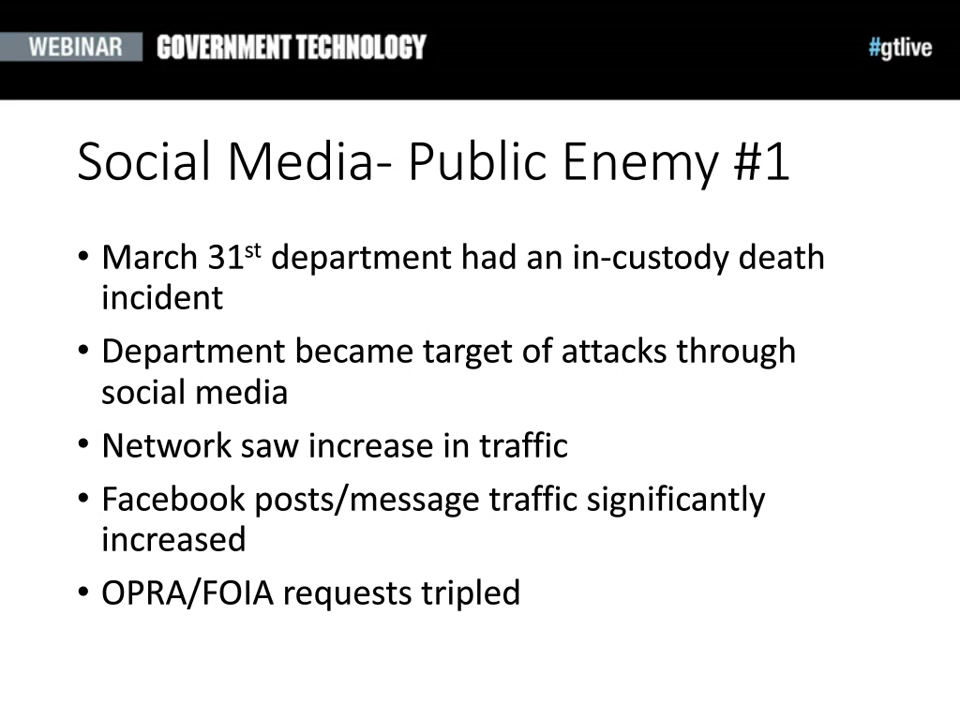 WEBINAR GOVERNMENT TECHNOLOGY #gtlive
Social Media- Public Enemy #1
• March 31st department had an in-custody death
incident
• Department became target of attacks through
social media
• Network saw increase in traffic
• Facebook posts/message traffic significantly
increased
• OPRA/FOIA requests tripled